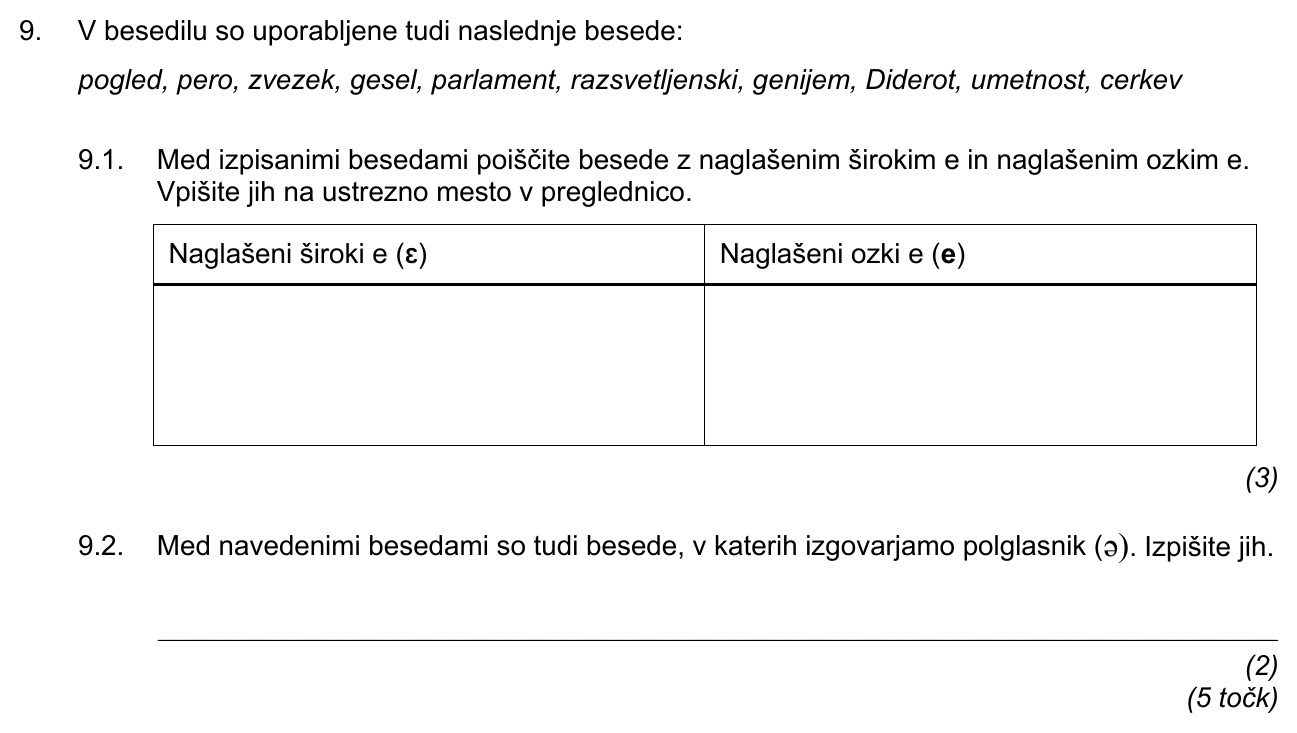 9. V besedilu so uporabljene tudi naslednje besede:
pogled, pero, zvezek, gesel, parlament, razsvetljenski, genijem, Diderot, umetnost, cerkev
9.1. Med izpisanimi besedami poiščite besede z naglašenim širokim e in naglašenim ozkim e.
Vpišite jih na ustrezno mesto v preglednico.
Naglašeni široki e (ɛ) Naglašeni ozki e (e)
(3)
9.2. Med navedenimi besedami so tudi besede, v katerih izgovarjamo polglasnik (ə). Izpišite jih.
(2)
(5 točk)